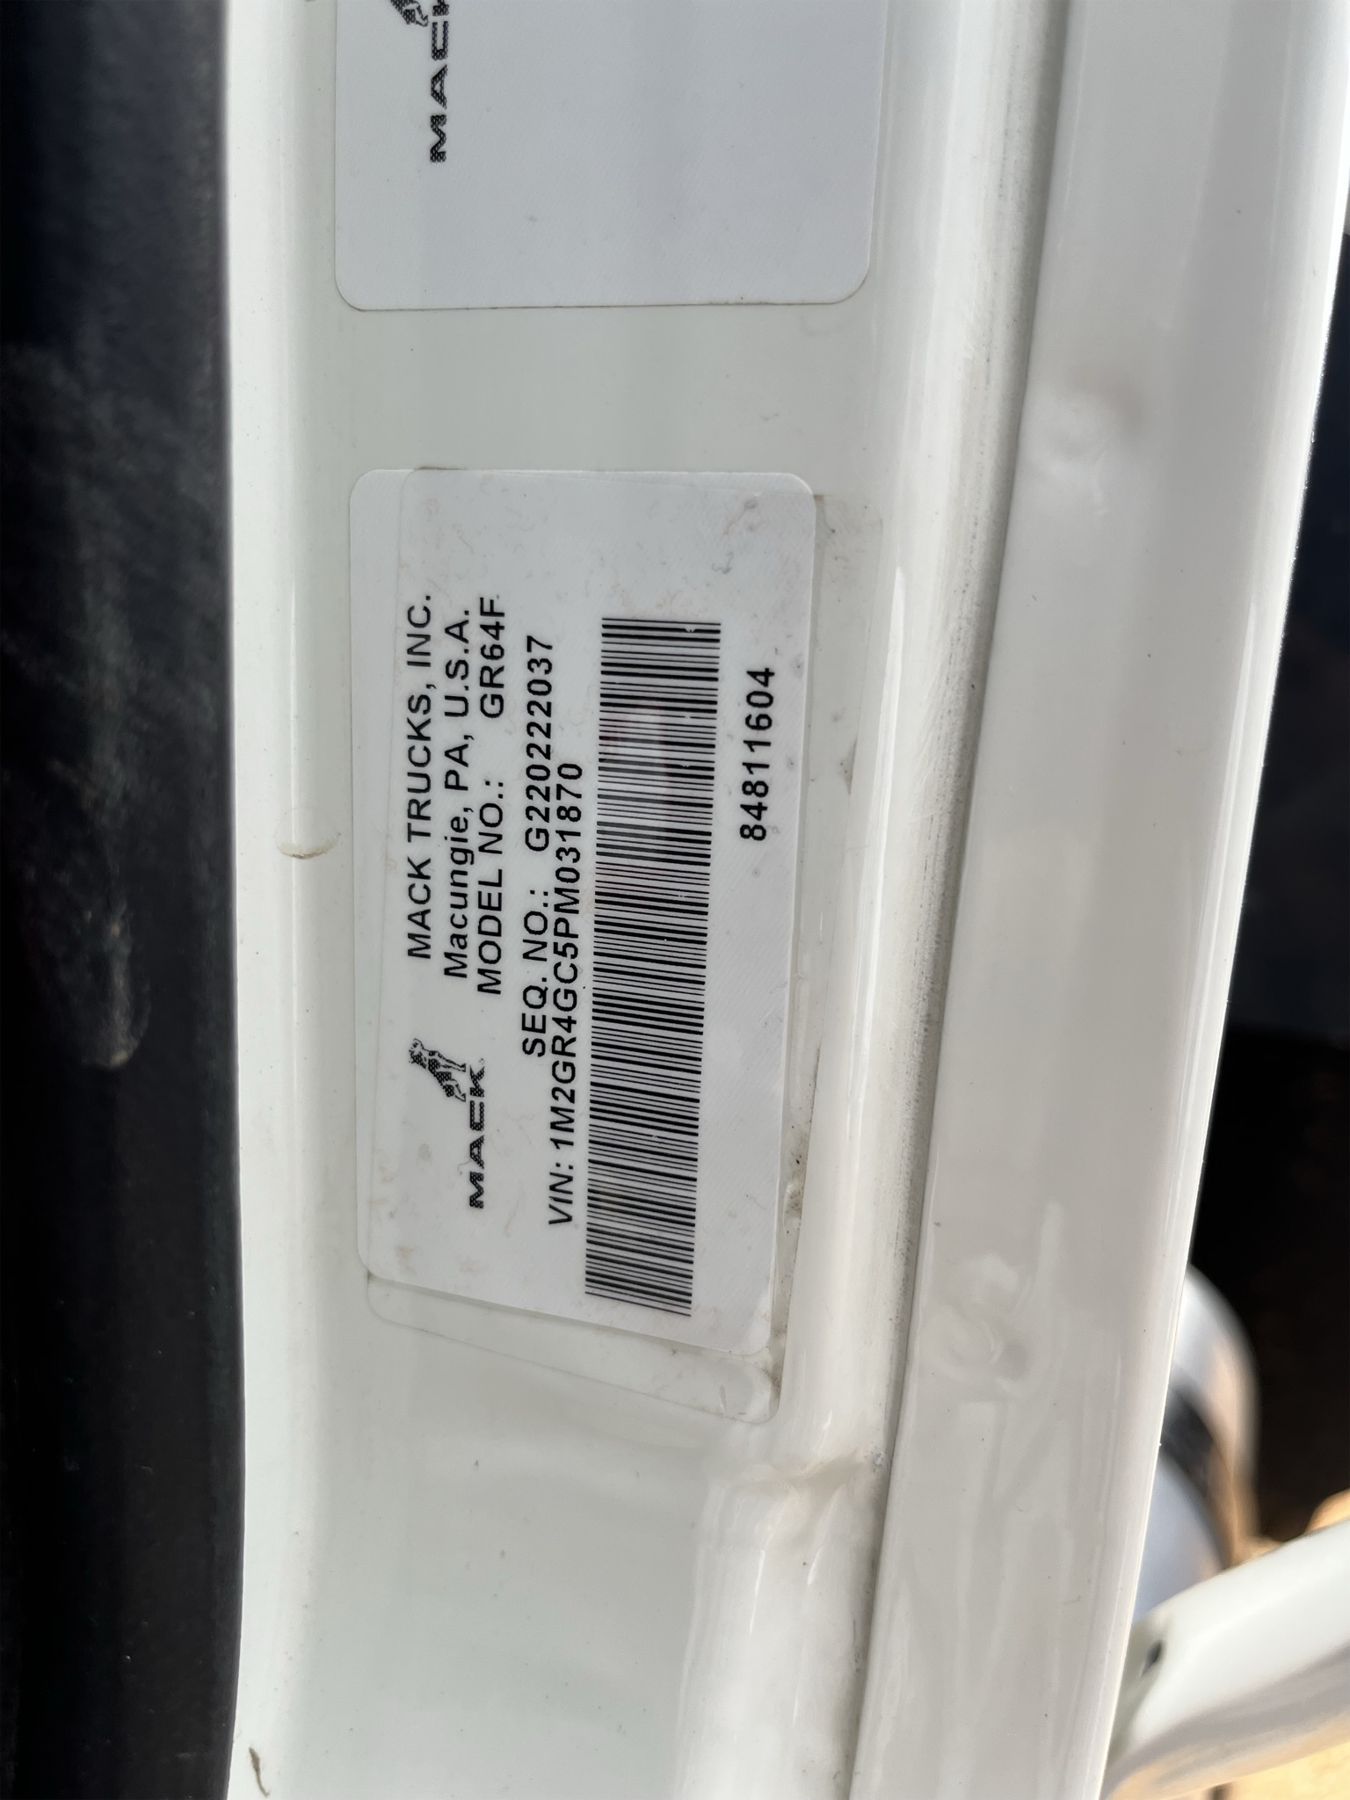 MACK
MACK TRUCKS, INC.
Macungie, PA, U.S.A.
MODEL NO.: GR64F
MACK
SEQ. NO.: G220222037
VIN: 1M2GR4GC5PM031870
84811604